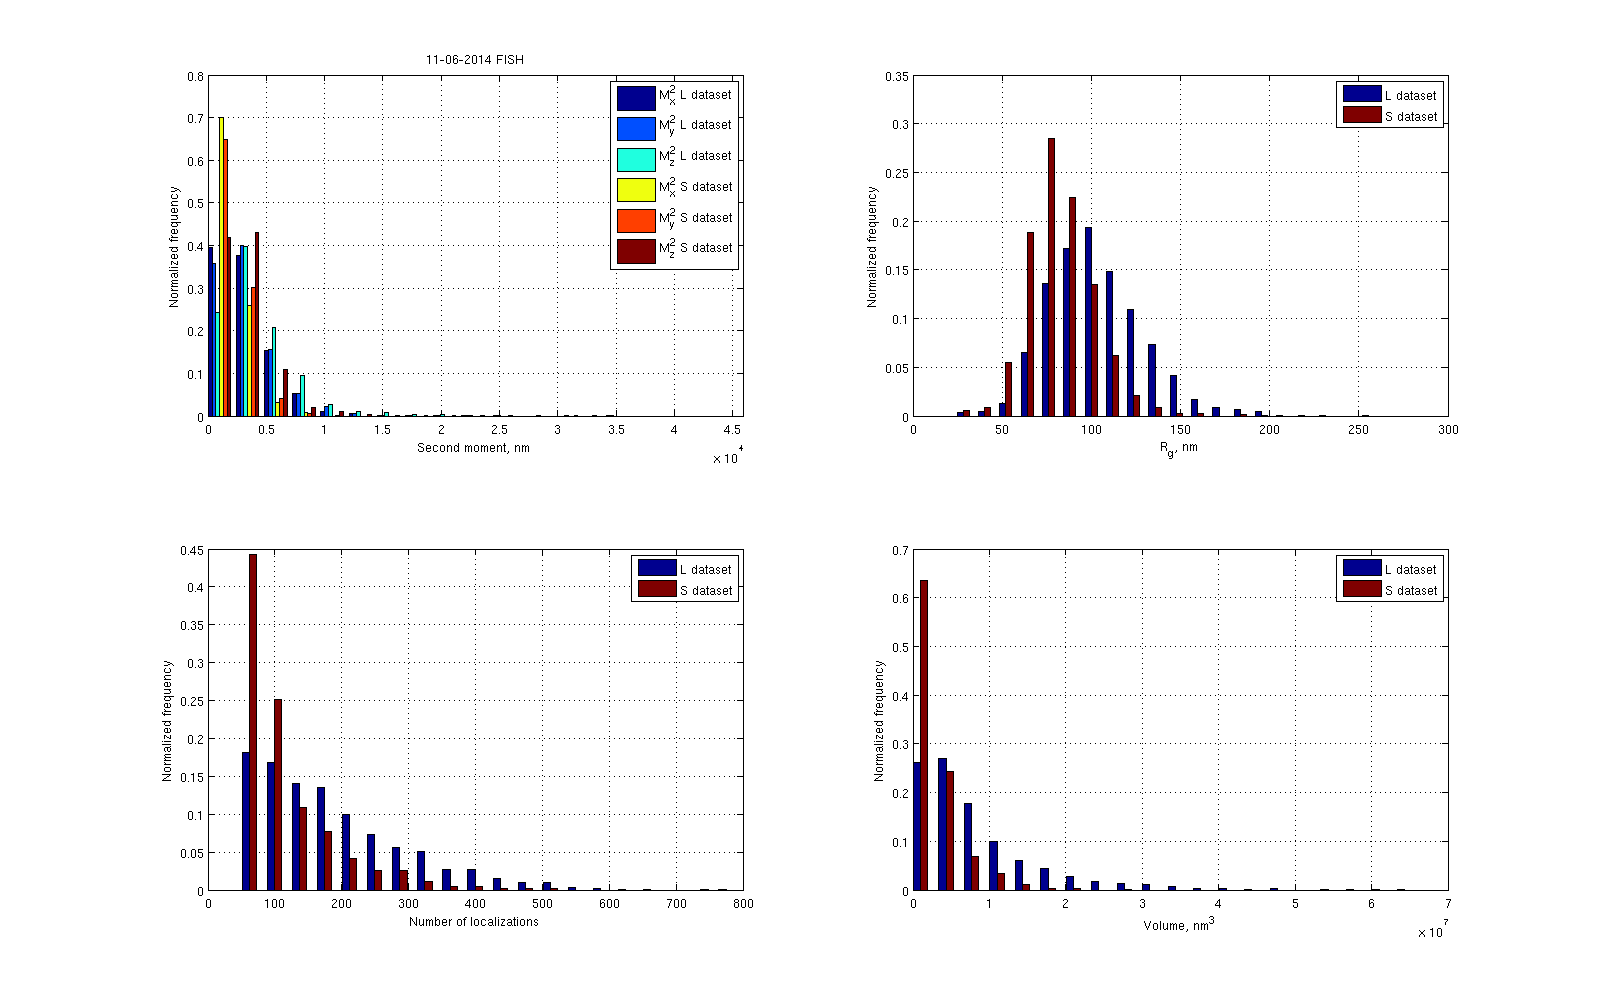 11-06-2014 FISH
0.8
0.7
0.6
0.5
0.4
0.3
0.2
0.1
0
Normalized frequency
M²x L dataset
M²y L dataset
M²z L dataset
M²x S dataset
M²y S dataset
M²z S dataset
0 0.5 1 1.5 2 2.5 3 3.5 4 4.5
Second moment, nm
x 10⁴
0.35
0.3
0.25
0.2
0.15
0.1
0.05
0
Normalized frequency
L dataset
S dataset
0 50 100 150 200 250 300
Rg, nm
0.45
0.4
0.35
0.3
0.25
0.2
0.15
0.1
0.05
0
Normalized frequency
L dataset
S dataset
0 100 200 300 400 500 600 700 800
Number of localizations
0.7
0.6
0.5
0.4
0.3
0.2
0.1
0
Normalized frequency
L dataset
S dataset
0 1 2 3 4 5 6 7
Volume, nm³
x 10⁷